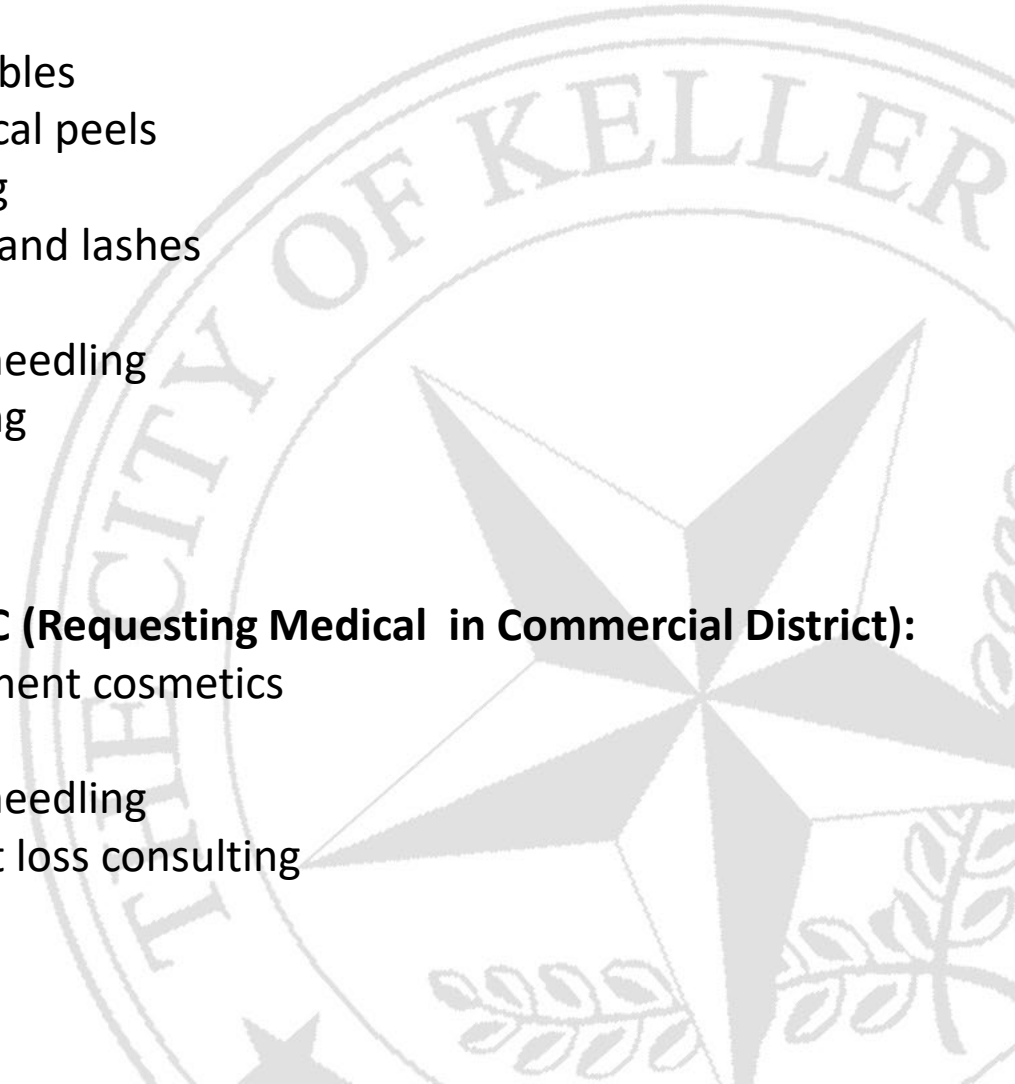 bles
cal peels
g
and lashes
needling
ng
C (Requesting Medical  in Commercial District):
nent cosmetics
needling
t loss consulting
THE CITY OF KELLER